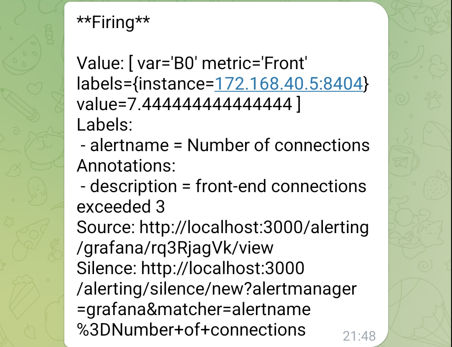 **Firing**
Value: [ var='B0' metric='Front'
labels={instance=172.168.40.5:8404}
value=7.444444444444444 ]
Labels:
 - alertname = Number of connections
Annotations:
 - description = front-end connections
exceeded 3
Source: http://localhost:3000/alerting
/grafana/rq3RjagVk/view
Silence: http://localhost:3000
/alerting/silence/new?alertmanager
=grafana&matcher=alertname
%3DNumber+of+connections
21:48